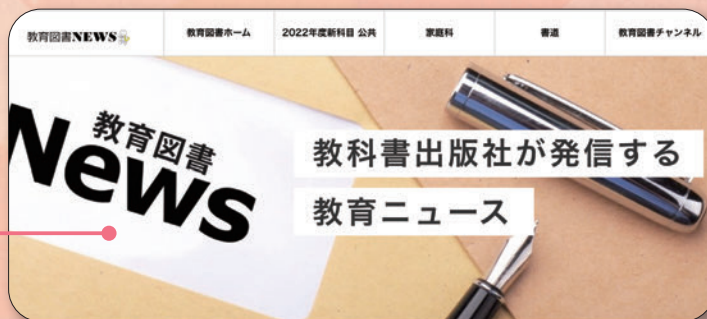 教育図書NEWS
教育図書ホーム
2022年度新科目 公共
家庭科
書道
教育図書チャンネル
教育図書
News
教科書出版社が発信する
教育ニュース